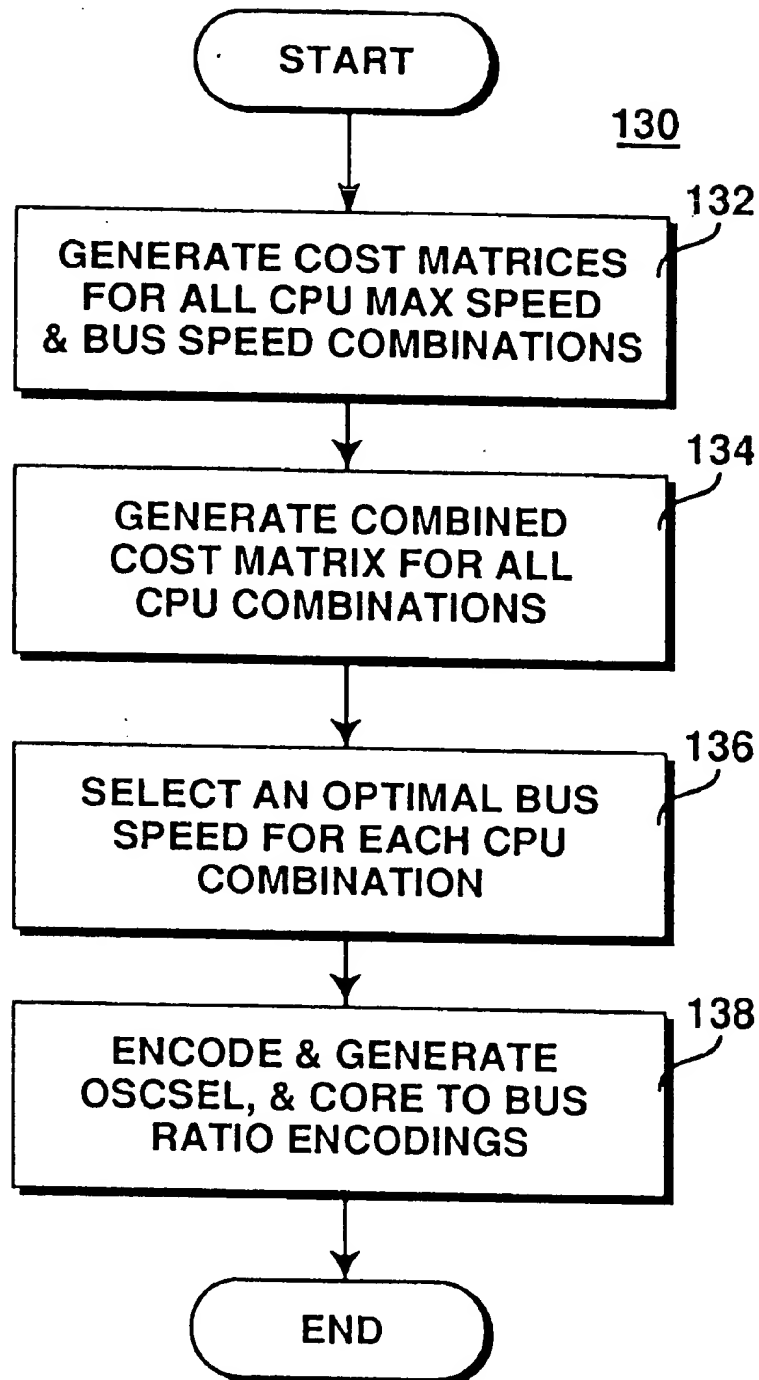 START
130
132
GENERATE COST MATRICES
FOR ALL CPU MAX SPEED
& BUS SPEED COMBINATIONS
134
GENERATE COMBINED
COST MATRIX FOR ALL
CPU COMBINATIONS
136
SELECT AN OPTIMAL BUS
SPEED FOR EACH CPU
COMBINATION
138
ENCODE & GENERATE
OSCSEL, & CORE TO BUS
RATIO ENCODINGS
END